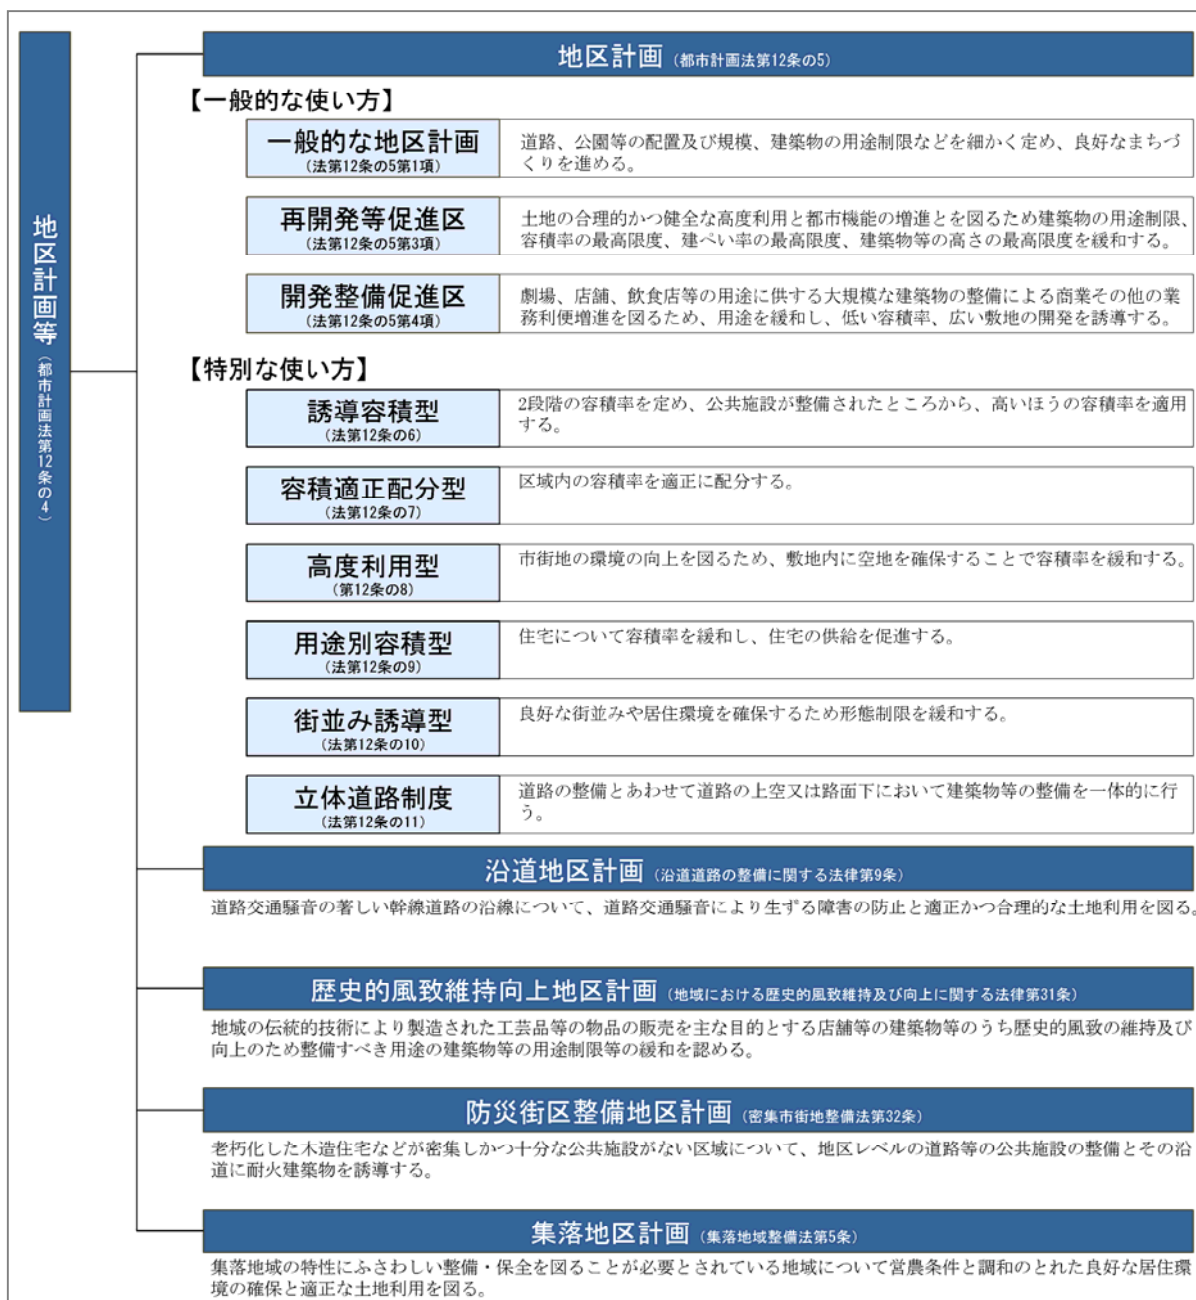 地区計画等（都市計画法第12条の4）
地区計画（都市計画法第12条の5）
【一般的な使い方】
一般的な地区計画
（法第12条の5第1項）
道路、公園等の配置及び規模、建築物の用途制限などを細かく定め、良好なまちづ
くりを進める。
再開発等促進区
（法第12条の5第3項）
土地の合理的かつ健全な高度利用と都市機能の増進とを図るため建築物の用途制限、
容積率の最高限度、建ぺい率の最高限度、建築物等の高さの最高限度を緩和する。
開発整備促進区
（法第12条の5第4項）
劇場、店舗、飲食店等の用途に供する大規模な建築物の整備による商業その他の業
務利便増進を図るため、用途を緩和し、低い容積率、広い敷地の開発を誘導する。
【特別な使い方】
誘導容積型
（法第12条の6）
2段階の容積率を定め、公共施設が整備されたところから、高いほうの容積率を適用
する。
容積適正配分型
（法第12条の7）
区域内の容積率を適正に配分する。
高度利用型
（第12条の8）
市街地の環境の向上を図るため、敷地内に空地を確保することで容積率を緩和する。
用途別容積型
（法第12条の9）
住宅について容積率を緩和し、住宅の供給を促進する。
街並み誘導型
（法第12条の10）
良好な街並みや居住環境を確保するため形態制限を緩和する。
立体道路制度
（法第12条の11）
道路の整備とあわせて道路の上空又は路面下において建築物等の整備を一体的に行
う。
沿道地区計画（沿道道路の整備に関する法律第9条）
道路交通騒音の著しい幹線道路の沿線について、道路交通騒音により生ずる障害の防止と適正かつ合理的な土地利用を図る。
歴史的風致維持向上地区計画（地域における歴史的風致維持及び向上に関する法律第31条）
地域の伝統的技術により製造された工芸品等の物品の販売を主な目的とする店舗等の建築物等のうち歴史的風致の維持及び
向上のため整備すべき用途の建築物等の用途制限等の緩和を認める。
防災街区整備地区計画（密集市街地整備法第32条）
老朽化した木造住宅などが密集しかつ十分な公共施設がない区域について、地区レベルの道路等の公共施設の整備とその沿
道に耐火建築物を誘導する。
集落地区計画（集落地域整備法第5条）
集落地域の特性にふさわしい整備・保全を図ることが必要とされている地域について営農条件と調和のとれた良好な居住環
境の確保と適正な土地利用を図る。